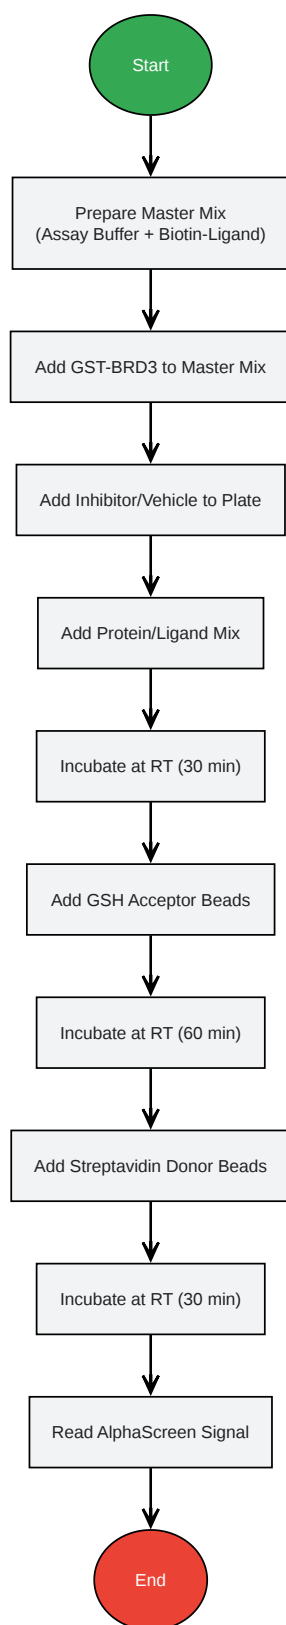 Start
Prepare Master Mix
(Assay Buffer + Biotin-Ligand)
Add GST-BRD3 to Master Mix
Add Inhibitor/Vehicle to Plate
Add Protein/Ligand Mix
Incubate at RT (30 min)
Add GSH Acceptor Beads
Incubate at RT (60 min)
Add Streptavidin Donor Beads
Incubate at RT (30 min)
Read AlphaScreen Signal
End